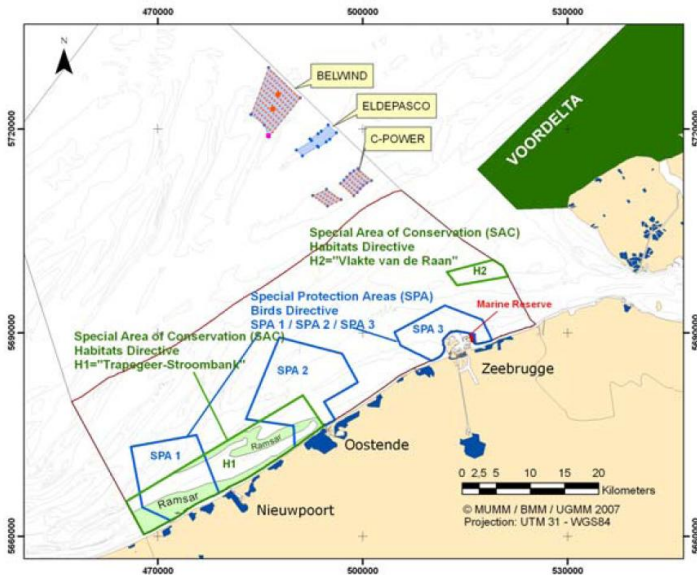 470000 500000 530000
N
BELWIND
ELDEPASCO
C-POWER
VOORDELTA
5720000 5720000
Special Area of Conservation (SAC)
Habitats Directive
H2="Vlakte van de Raan"
H2
Special Protection Areas (SPA)
Birds Directive
SPA 1 / SPA 2 / SPA 3
Marine Reserve
SPA 3
5690000 5690000
Special Area of Conservation (SAC)
Habitats Directive
H1="Trapegeer-Stroombank"
Zeebrugge
SPA 2
SPA 1
Ramsar
H1
Oostende
Ramsar
Nieuwpoort
0 2,5 5 10 15 20
Kilometers
© MUMM / BMM / UGMM 2007
Projection: UTM 31 - WGS84
5660000 5660000
470000 500000 530000